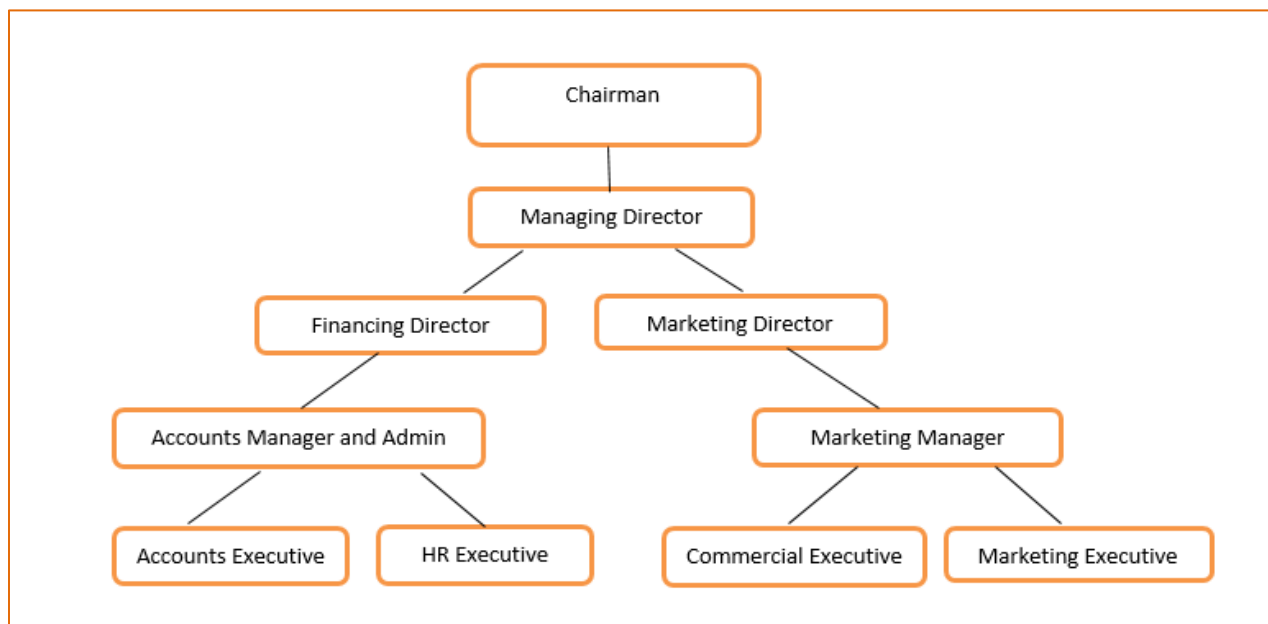 Chairman
Managing Director
Financing Director
Marketing Director
Accounts Manager and Admin
Marketing Manager
Accounts Executive
HR Executive
Commercial Executive
Marketing Executive